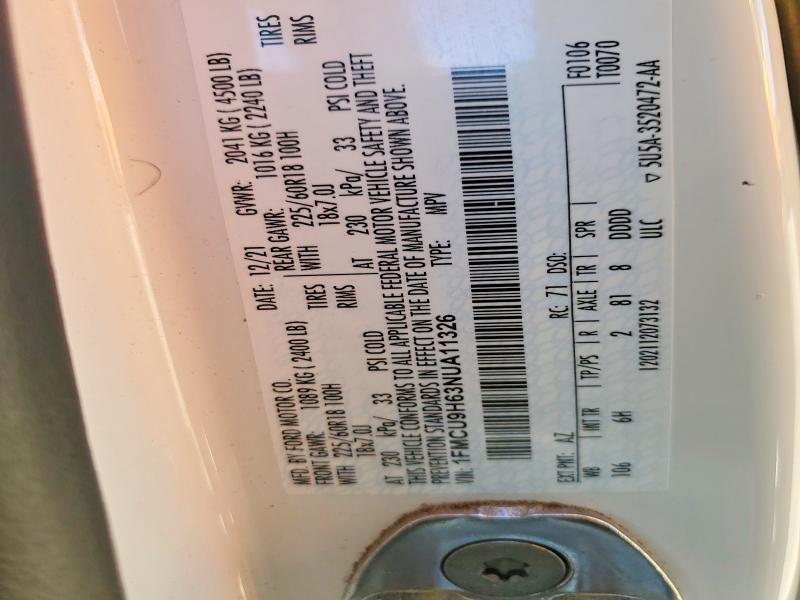 MFD. BY FORD MOTOR CO. DATE: 12/21 GVWR: 2041 KG ( 4500 LB)
FRONT GAWR: 1089 KG ( 2400 LB) REAR GAWR: 1016 KG ( 2240 LB)
WITH 225/60R18 100H TIRES WITH 225/60R18 100H TIRES
18x7.0J RIMS 18x7.0J RIMS
AT 230 kPa/ 33 PSI COLD AT 230 kPa/ 33 PSI COLD
THIS VEHICLE CONFORMS TO ALL APPLICABLE FEDERAL MOTOR VEHICLE SAFETY AND THEFT
PREVENTION STANDARDS IN EFFECT ON THE DATE OF MANUFACTURE SHOWN ABOVE.
VIN: 1FMCU9H63NUA11326 TYPE: MPV
F0106
EXT PNT: AZ RC: 71 DSO: T0070
WB INT TR TP/PS R AXLE TR SPR
106 6H 2 81 8 DDDD
1202112073132 ULC ▽ 5U5A-3520472-AA